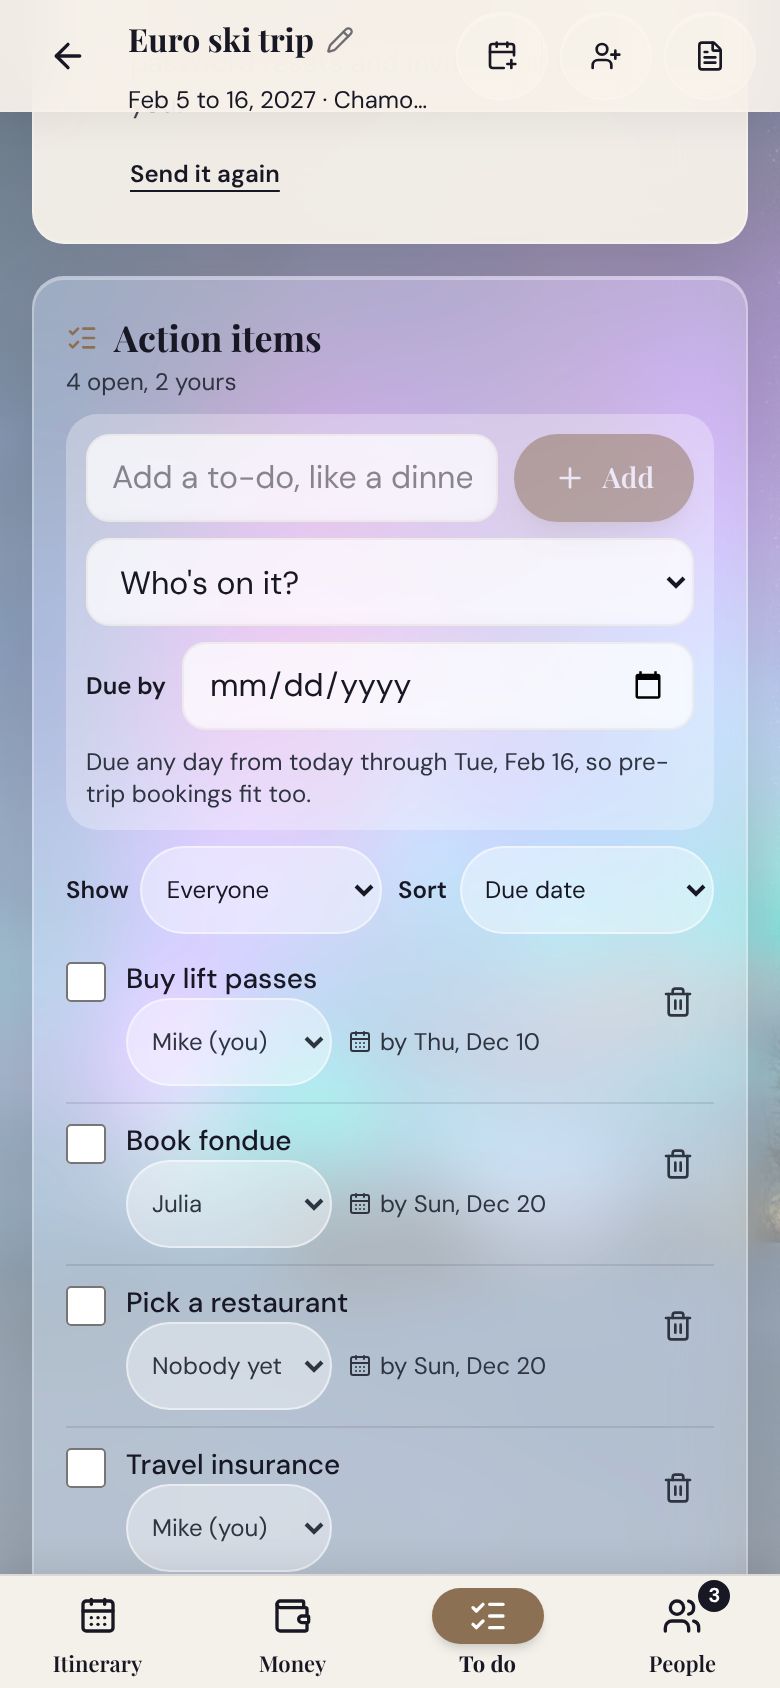 Euro ski trip
Feb 5 to 16, 2027 · Chamo...
Send it again
Action items
4 open, 2 yours
Add a to-do, like a dinne
+ Add
Who's on it?
Due by mm/dd/yyyy
Due any day from today through Tue, Feb 16, so pre-
trip bookings fit too.
Show Everyone Sort Due date
Buy lift passes
Mike (you) by Thu, Dec 10
Book fondue
Julia by Sun, Dec 20
Pick a restaurant
Nobody yet by Sun, Dec 20
Travel insurance
Mike (you)
3
Itinerary Money To do People